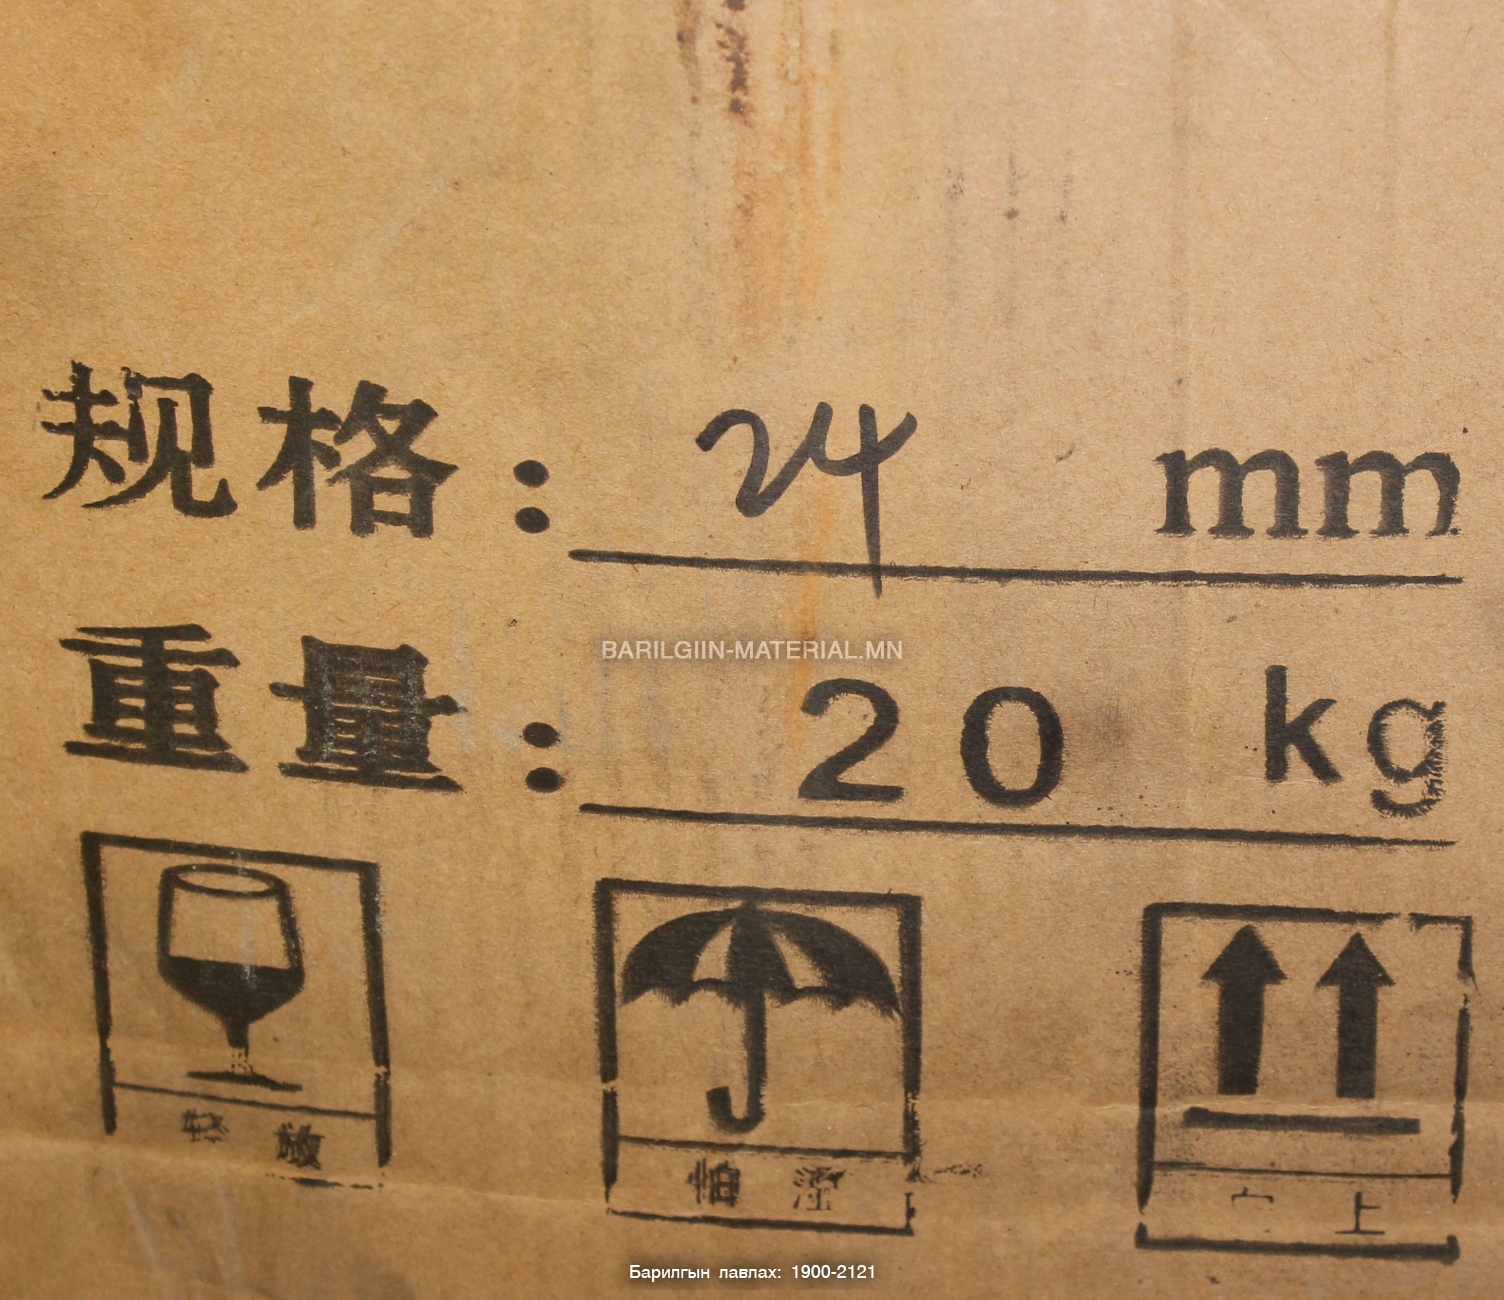 规格： 24 mm
BARILGIIN-MATERIAL.MN
重量： 20 kg
轻放 怕湿 向上
Барилгын лавлах: 1900-2121